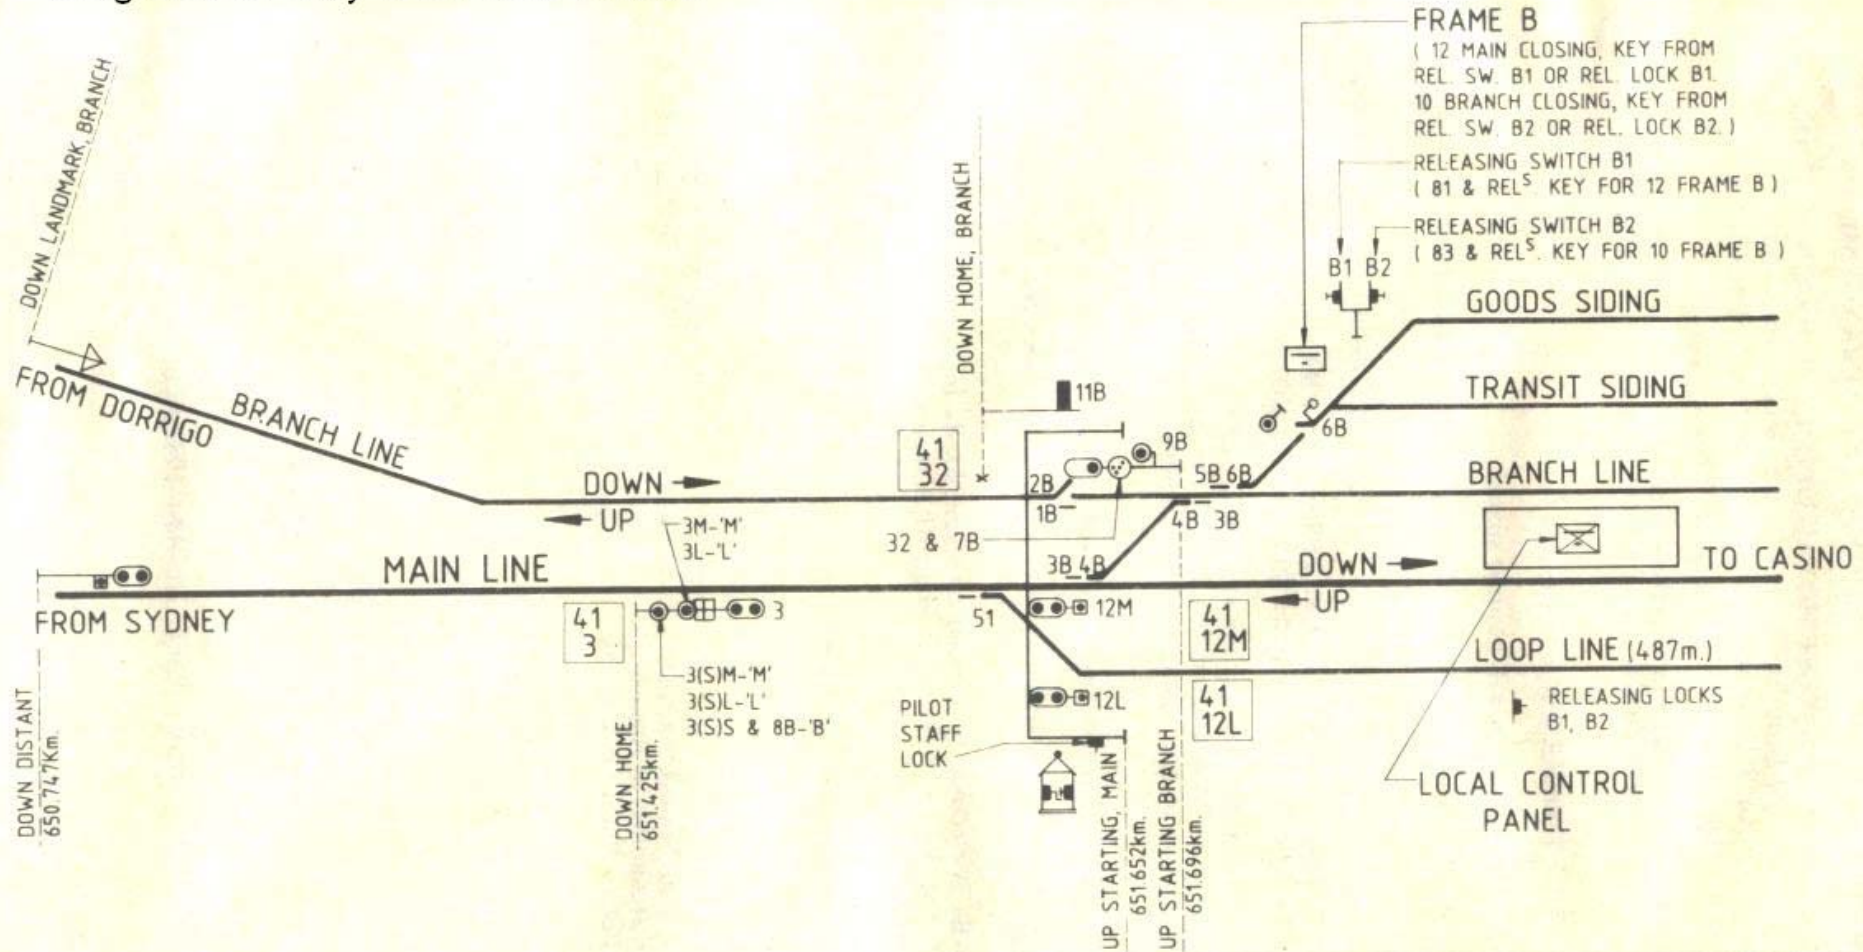 FRAME B
( 12 MAIN CLOSING, KEY FROM
REL. SW. B1 OR REL. LOCK B1.
10 BRANCH CLOSING, KEY FROM
REL. SW. B2 OR REL. LOCK B2. )
RELEASING SWITCH B1
( 81 & RELS. KEY FOR 12 FRAME B )
RELEASING SWITCH B2
( 83 & RELS. KEY FOR 10 FRAME B )
B1 B2
GOODS SIDING
TRANSIT SIDING
6B
DOWN LANDMARK, BRANCH
FROM DORRIGO
BRANCH LINE
DOWN HOME, BRANCH
11B
41
32
9B
2B
1B
5B 6B
4B 3B
BRANCH LINE
DOWN
UP
3M-'M'
3L-'L'
32 & 7B
3B 4B
MAIN LINE
DOWN
UP
TO CASINO
FROM SYDNEY
41
3
3
51
12M
41
12M
LOOP LINE (487m.)
3(S)M-'M'
3(S)L-'L'
3(S)S & 8B-'B'
PILOT
STAFF
LOCK
12L
41
12L
RELEASING LOCKS
B1, B2
LOCAL CONTROL
PANEL
DOWN DISTANT
650.747Km.
DOWN HOME
651.425km.
UP STARTING, MAIN
651.652km.
UP STARTING BRANCH
651.696km.